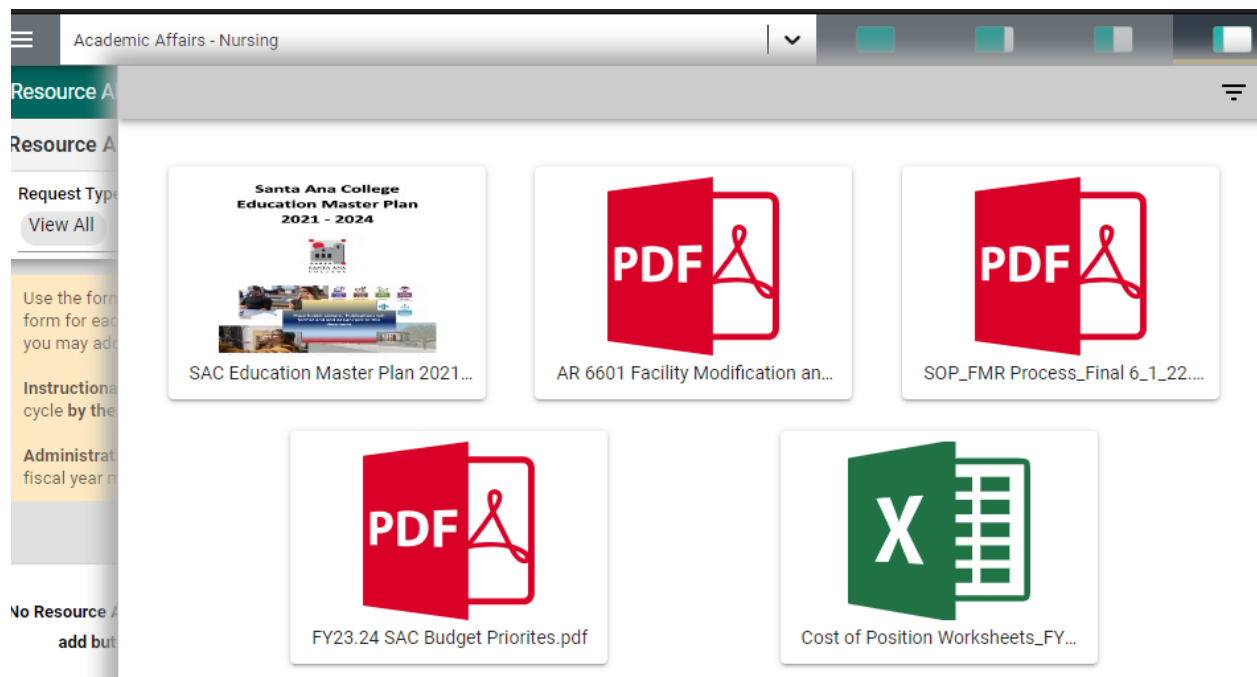 Academic Affairs - Nursing
Resource A
Resource A
Request Type
View All
Use the form
form for eac
you may add
Instructiona
cycle by the
Administrat
fiscal year m
No Resource A
add but
Santa Ana College
Education Master Plan
2021 - 2024
SANTA ANA
COLLEGE
SAC Education Master Plan 2021...
PDF
AR 6601 Facility Modification an...
PDF
SOP_FMR Process_Final 6_1_22....
PDF
FY23.24 SAC Budget Priorites.pdf
X
Cost of Position Worksheets_FY...